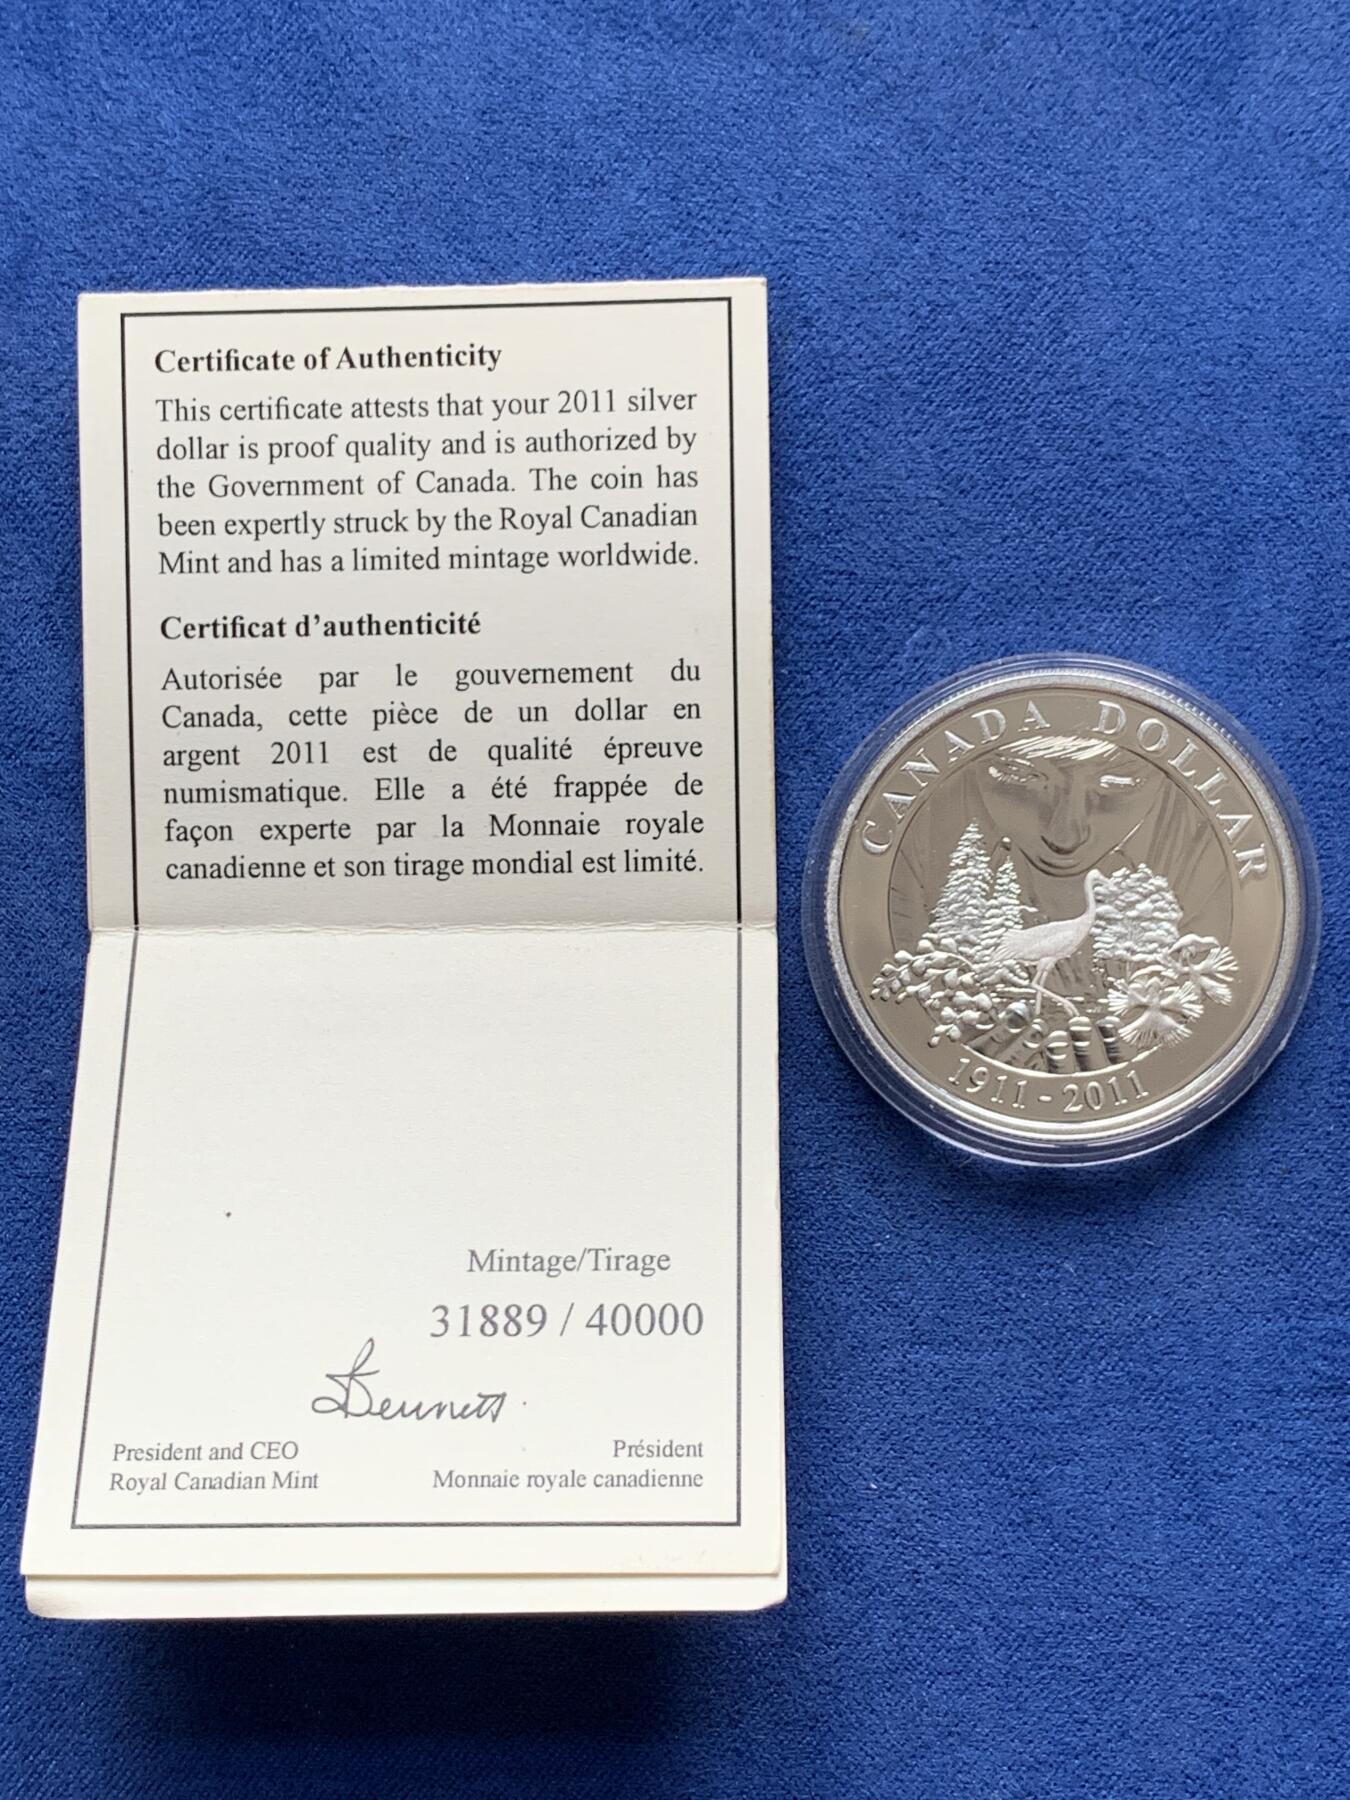 Certificate of Authenticity
This certificate attests that your 2011 silver
dollar is proof quality and is authorized by
the Government of Canada. The coin has
been expertly struck by the Royal Canadian
Mint and has a limited mintage worldwide.
Certificat d'authenticité
Autorisée par le gouvernement du
Canada, cette pièce de un dollar en
argent 2011 est de qualité épreuve
numismatique. Elle a été frappée de
façon experte par la Monnaie royale
canadienne et son tirage mondial est limité.
Mintage/Tirage
31889 / 40000
Bennett
President and CEO
Royal Canadian Mint
Président
Monnaie royale canadienne
CANADA DOLLAR
1911-2011